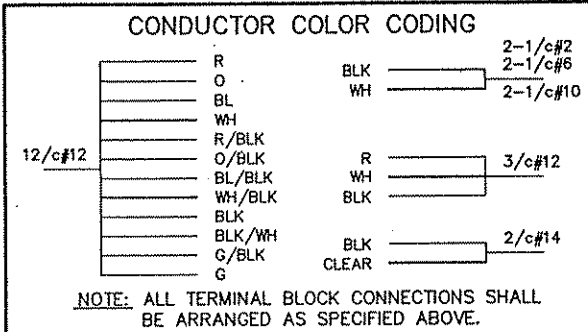 CONDUCTOR COLOR CODING
12/c#12
R
O
BL
WH
R/BLK
O/BLK
BL/BLK
WH/BLK
BLK
BLK/WH
G/BLK
G
BLK
WH
2-1/c#2
2-1/c#6
2-1/c#10
R
WH
BLK
3/c#12
BLK
CLEAR
2/c#14
NOTE: ALL TERMINAL BLOCK CONNECTIONS SHALL
BE ARRANGED AS SPECIFIED ABOVE.